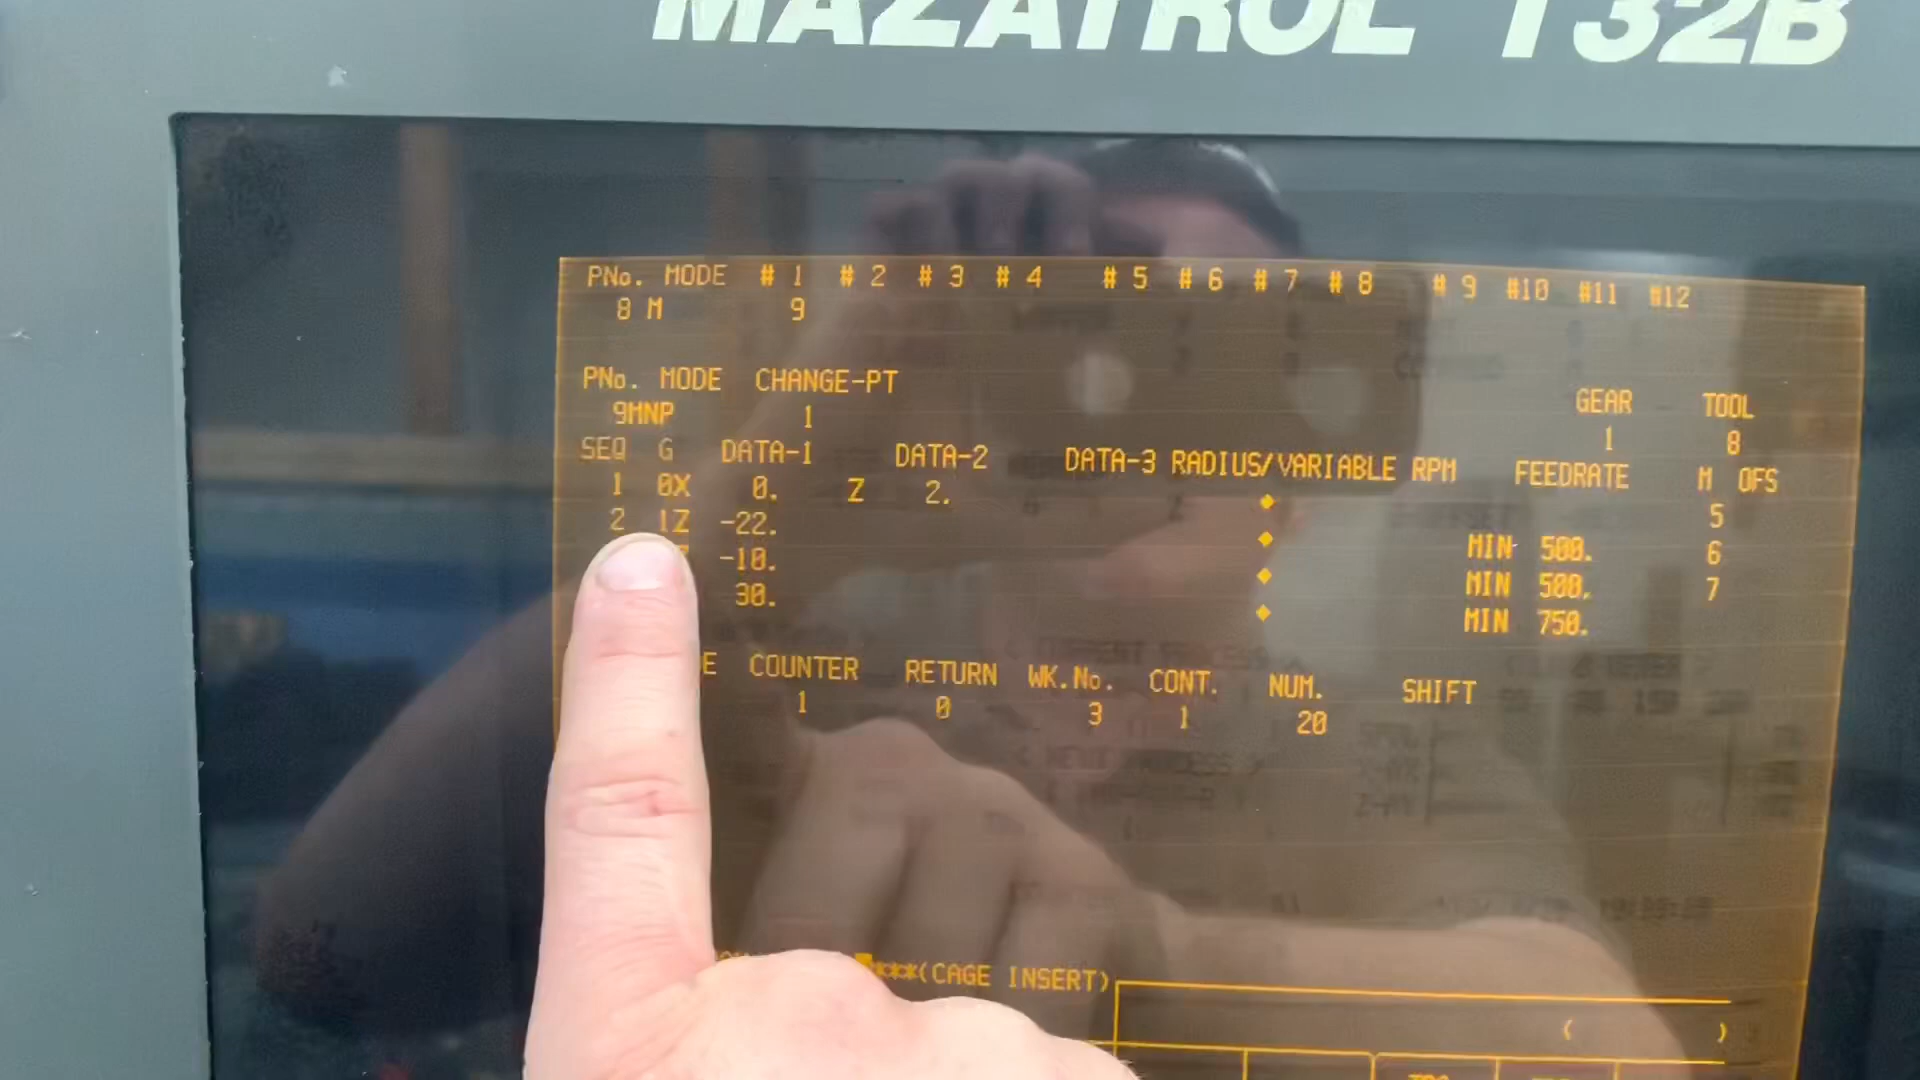 MAZATROL T32B
PNo. MODE # 1 # 2 # 3 # 4 # 5 # 6 # 7 # 8 # 9 #10 #11 #12
8 M 9
PNo. MODE CHANGE-PT GEAR TOOL
9MNP 1 1 8
SEQ G DATA-1 DATA-2 DATA-3 RADIUS/VARIABLE RPM FEEDRATE M OFS
1 0X 0. Z 2. ◆ 5
2 1Z -22. ◆ MIN 500. 6
-10. ◆ MIN 500. 7
30. ◆ MIN 750.
E COUNTER RETURN WK.No. CONT. NUM. SHIFT
1 0 3 1 20
***(CAGE INSERT)
( )